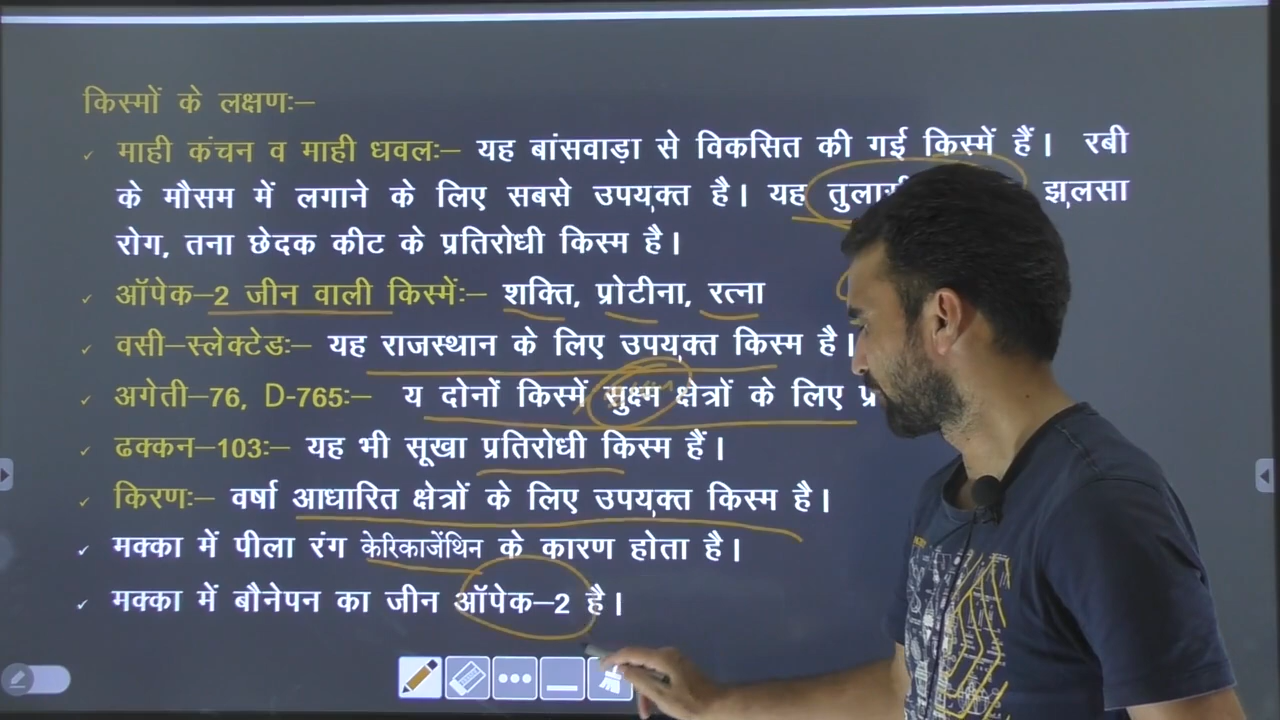 किस्मों के लक्षणः–
माही कंचन व माही धवलः– यह बांसवाड़ा से विकसित की गई किस्में हैं। रबी
के मौसम में लगाने के लिए सबसे उपयुक्त है। यह झुलसा
रोग, तना छेदक कीट के प्रतिरोधी किस्म है।
ऑपेक–2 जीन वाली किस्मेंः– शक्ति, प्रोटीना, रत्ना
वसी–स्लेक्टेडः– यह राजस्थान के लिए उपयुक्त किस्म है।
अगेती–76, D-765ः– य दोनों किस्में सुक्ष्म क्षेत्रों के लिए
ढक्कन–103ः– यह भी सूखा प्रतिरोधी किस्म हैं।
किरणः– वर्षा आधारित क्षेत्रों के लिए उपयुक्त किस्म है।
मक्का में पीला रंग केरिकाजेंथिन के कारण होता है।
मक्का में बौनेपन का जीन ऑपेक–2 है।